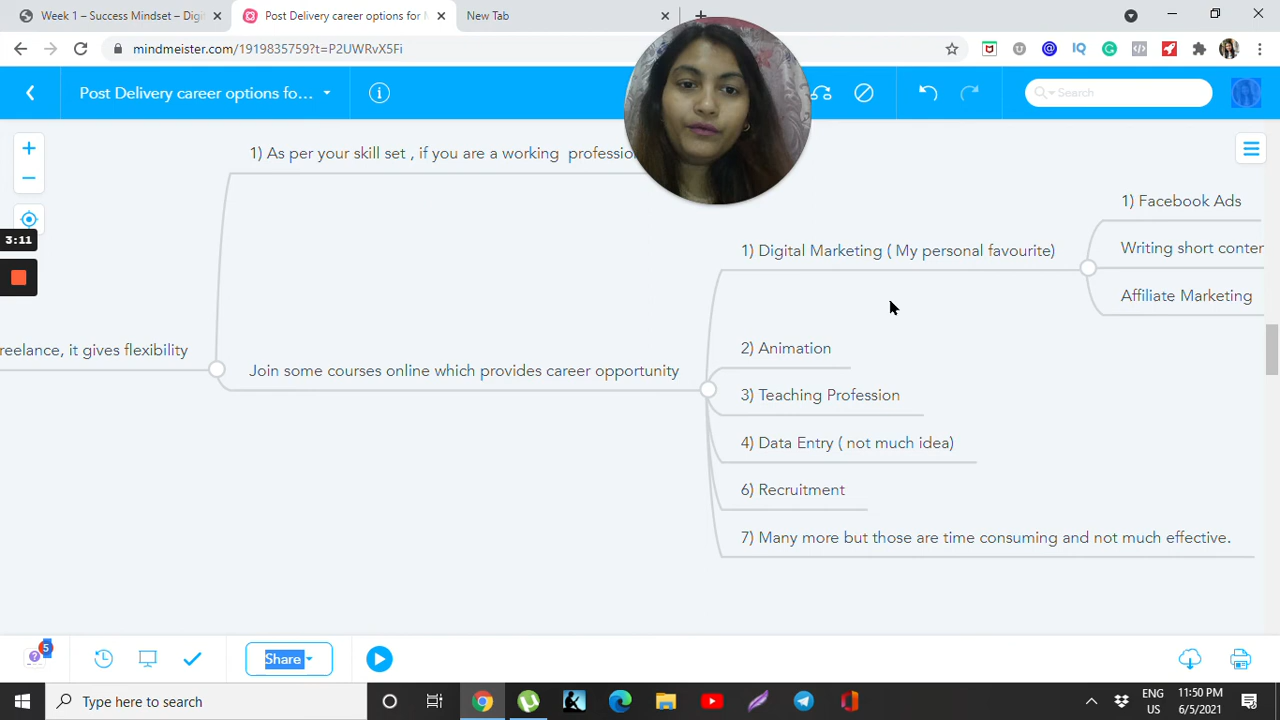 Week 1 – Success Mindset – Digi
Post Delivery career options for M
New Tab
mindmeister.com/1919835759?t=P2UWRvX5Fi
IQ
Post Delivery career options fo...
Search
1) As per your skill set , if you are a working profession
3:11
1) Facebook Ads
1) Digital Marketing ( My personal favourite)
Writing short conten
Affiliate Marketing
reelance, it gives flexibility
2) Animation
Join some courses online which provides career opportunity
3) Teaching Profession
4) Data Entry ( not much idea)
6) Recruitment
7) Many more but those are time consuming and not much effective.
5
Share
Type here to search
ENG
US
11:50 PM
6/5/2021